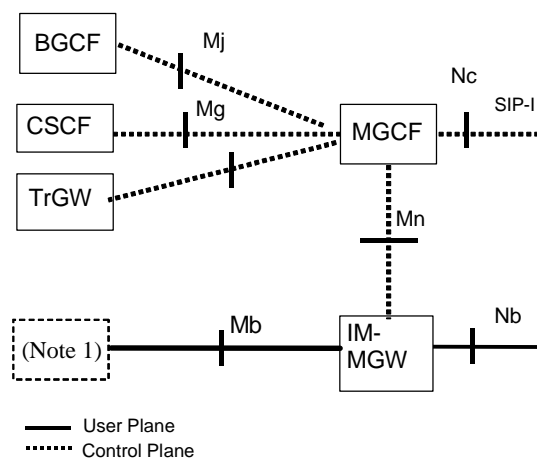 BGCF
Mj
CSCF
Mg
MGCF
Nc
SIP-I
TrGW
Mn
(Note 1)
Mb
IM-
MGW
Nb
User Plane
Control Plane